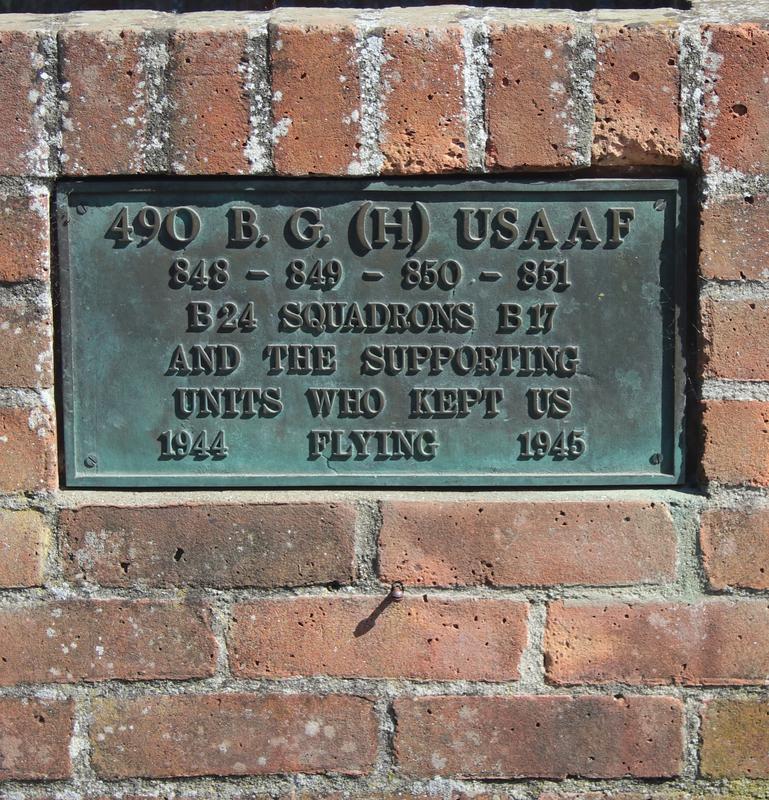 490 B. G. (H) USAAF
848 – 849 – 850 – 851
B24 SQUADRONS B17
AND THE SUPPORTING
UNITS WHO KEPT US
1944 FLYING 1945